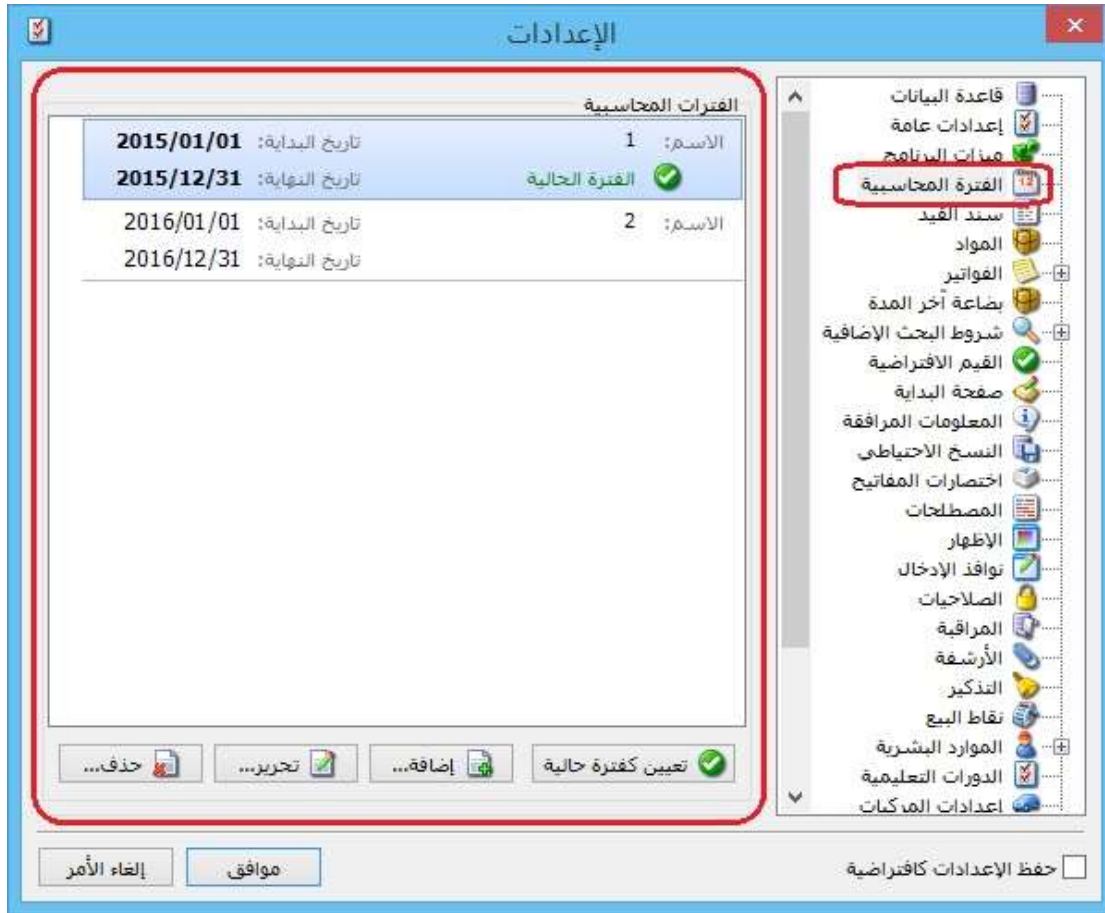 الإعدادات
قاعدة البيانات
إعدادات عامة
ميزات البرنامج
الفترة المحاسبية
سند القيد
المواد
الفواتير
بضاعة آخر المدة
شروط البحث الإضافية
القيم الافتراضية
صفحة البداية
المعلومات المرافقة
النسخ الاحتياطي
اختصارات المفاتيح
المصطلحات
الإظهار
نوافذ الإدخال
الصلاحيات
المراقبة
الأرشفة
التذكير
نقاط البيع
الموارد البشرية
الدورات التعليمية
إعدادات المركبات
الفترات المحاسبية
الاسم: 1 تاريخ البداية: 2015/01/01
الفترة الحالية تاريخ النهاية: 2015/12/31
الاسم: 2 تاريخ البداية: 2016/01/01
تاريخ النهاية: 2016/12/31
تعيين كفترة حالية إضافة... تحرير... حذف...
حفظ الإعدادات كافتراضية موافق إلغاء الأمر